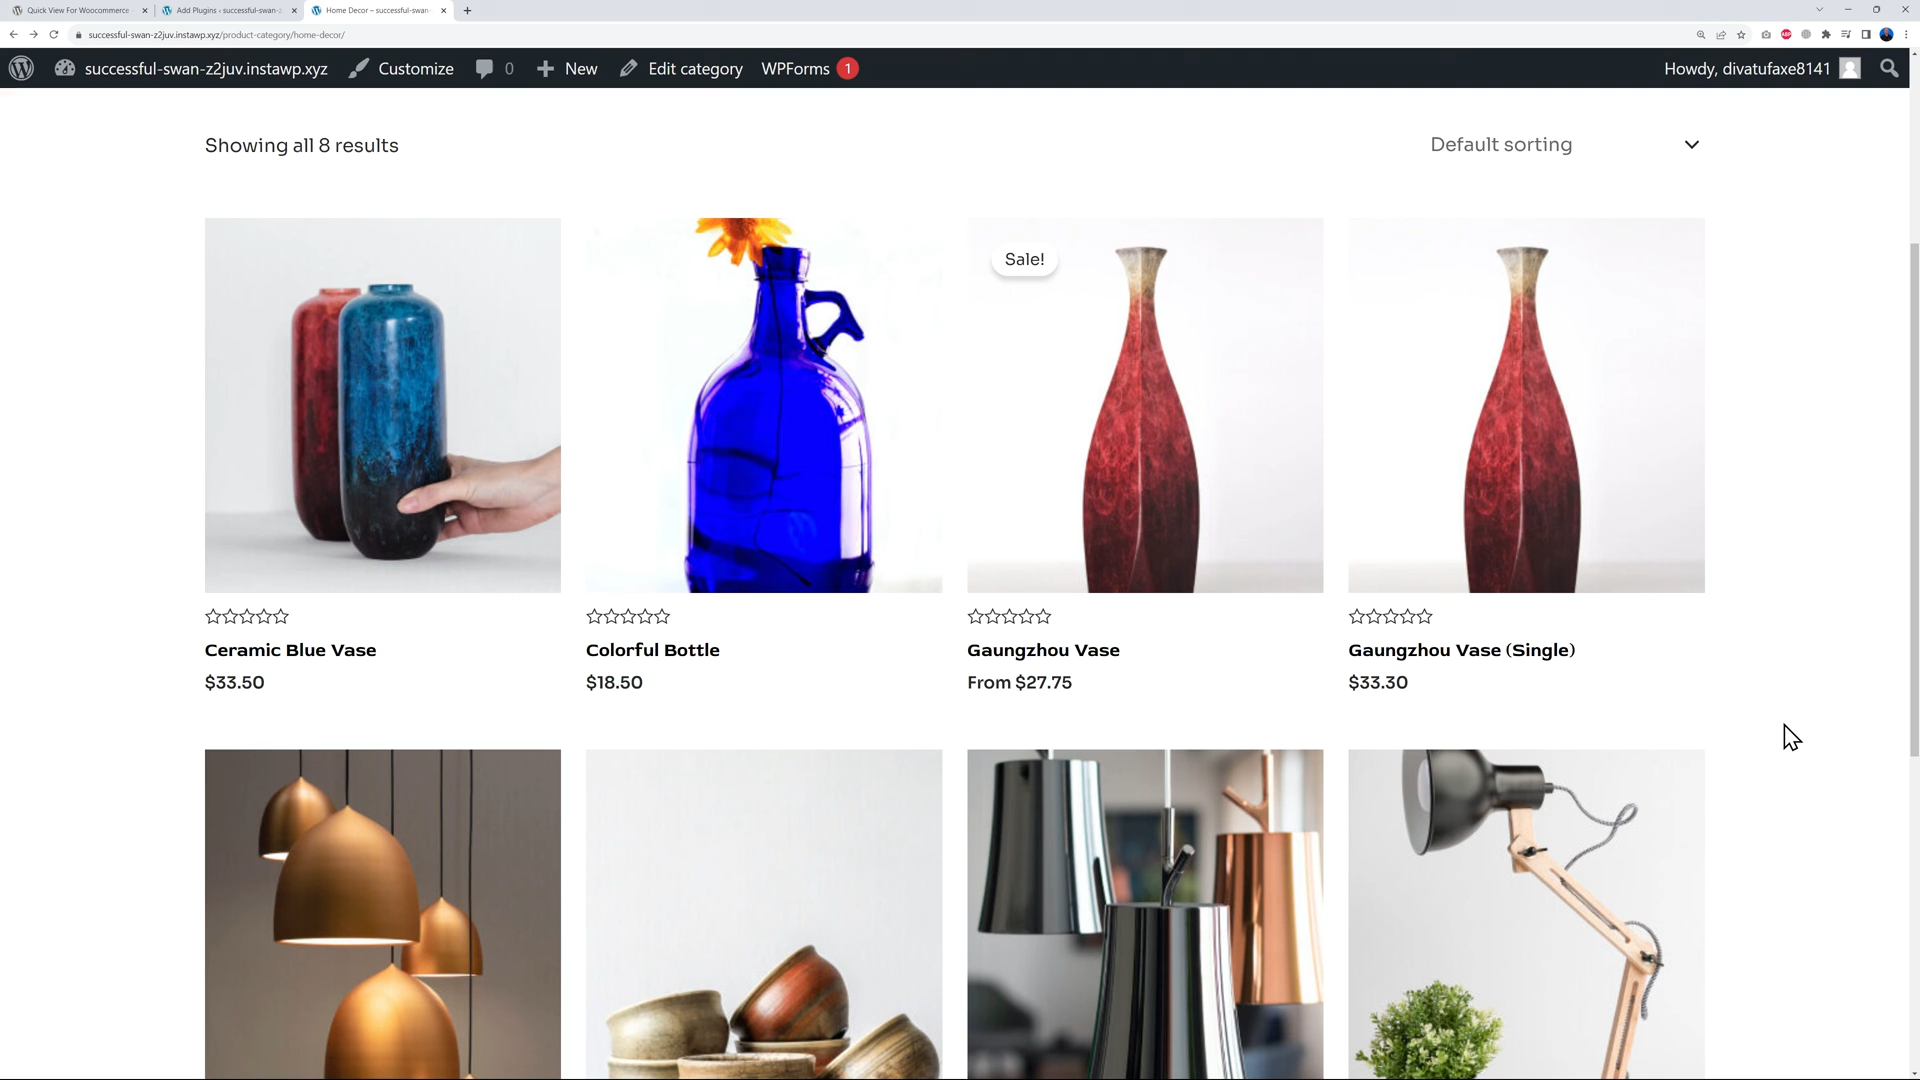 Quick View For Woocommerce
Add Plugins ‹ successful-swan-z
Home Decor – successful-swan-
successful-swan-z2juv.instawp.xyz/product-category/home-decor/
ABP
successful-swan-z2juv.instawp.xyz Customize 0 New Edit category WPForms 1 Howdy, divatufaxe8141
Showing all 8 results
Default sorting
Sale!
Ceramic Blue Vase
$33.50
Colorful Bottle
$18.50
Gaungzhou Vase
From $27.75
Gaungzhou Vase (Single)
$33.30